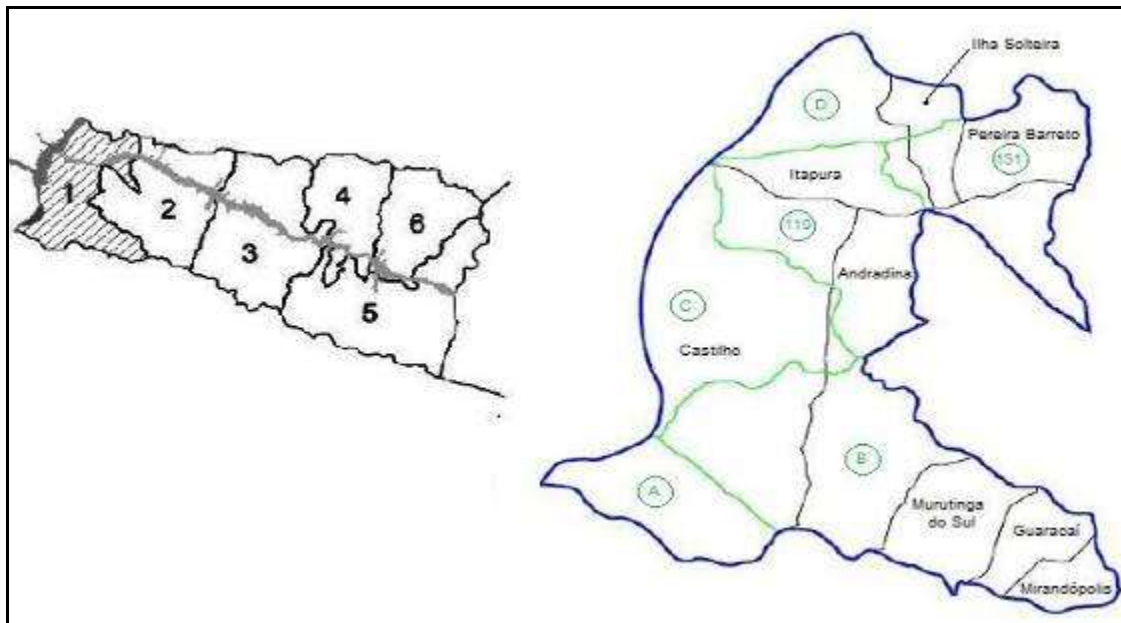 1
2
3
4
5
6
Ilha Solteira
D
Pereira Barreto
151
Itapura
119
Andradina
C
Castilho
B
A
Murutinga
do Sul
Guaraçaí
Mirandópolis